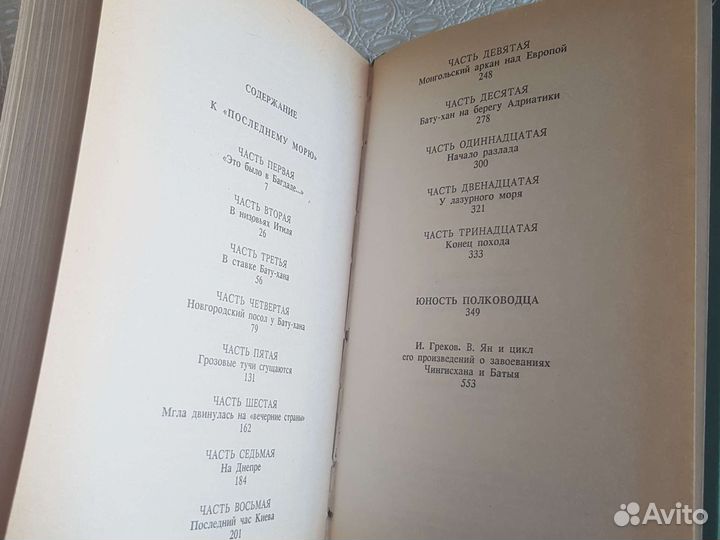 СОДЕРЖАНИЕ
К «ПОСЛЕДНЕМУ МОРЮ»
ЧАСТЬ ПЕРВАЯ
«Это было в Багдаде...»
7
ЧАСТЬ ВТОРАЯ
В низовьях Итиля
26
ЧАСТЬ ТРЕТЬЯ
В ставке Бату-хана
56
ЧАСТЬ ЧЕТВЕРТАЯ
Новгородский посол у Бату-хана
79
ЧАСТЬ ПЯТАЯ
Грозовые тучи сгущаются
131
ЧАСТЬ ШЕСТАЯ
Мгла двинулась на «вечерние страны»
162
ЧАСТЬ СЕДЬМАЯ
На Днепре
184
ЧАСТЬ ВОСЬМАЯ
Последний час Киева
201
ЧАСТЬ ДЕВЯТАЯ
Монгольский аркан над Европой
248
ЧАСТЬ ДЕСЯТАЯ
Бату-хан на берегу Адриатики
278
ЧАСТЬ ОДИННАДЦАТАЯ
Начало разлада
300
ЧАСТЬ ДВЕНАДЦАТАЯ
У лазурного моря
321
ЧАСТЬ ТРИНАДЦАТАЯ
Конец похода
333
ЮНОСТЬ ПОЛКОВОДЦА
349
И. Греков. В. Ян и цикл
его произведений о завоеваниях
Чингисхана и Батыя
553
Avito